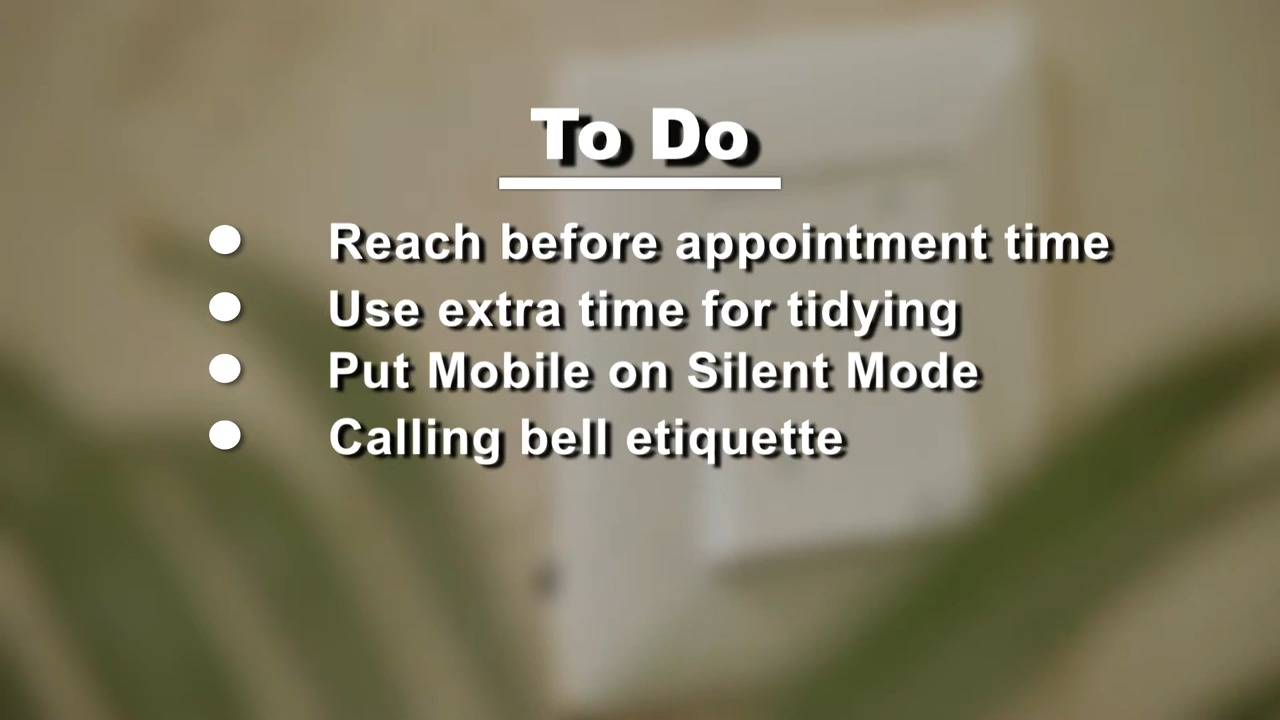 To Do
Reach before appointment time
Use extra time for tidying
Put Mobile on Silent Mode
Calling bell etiquette